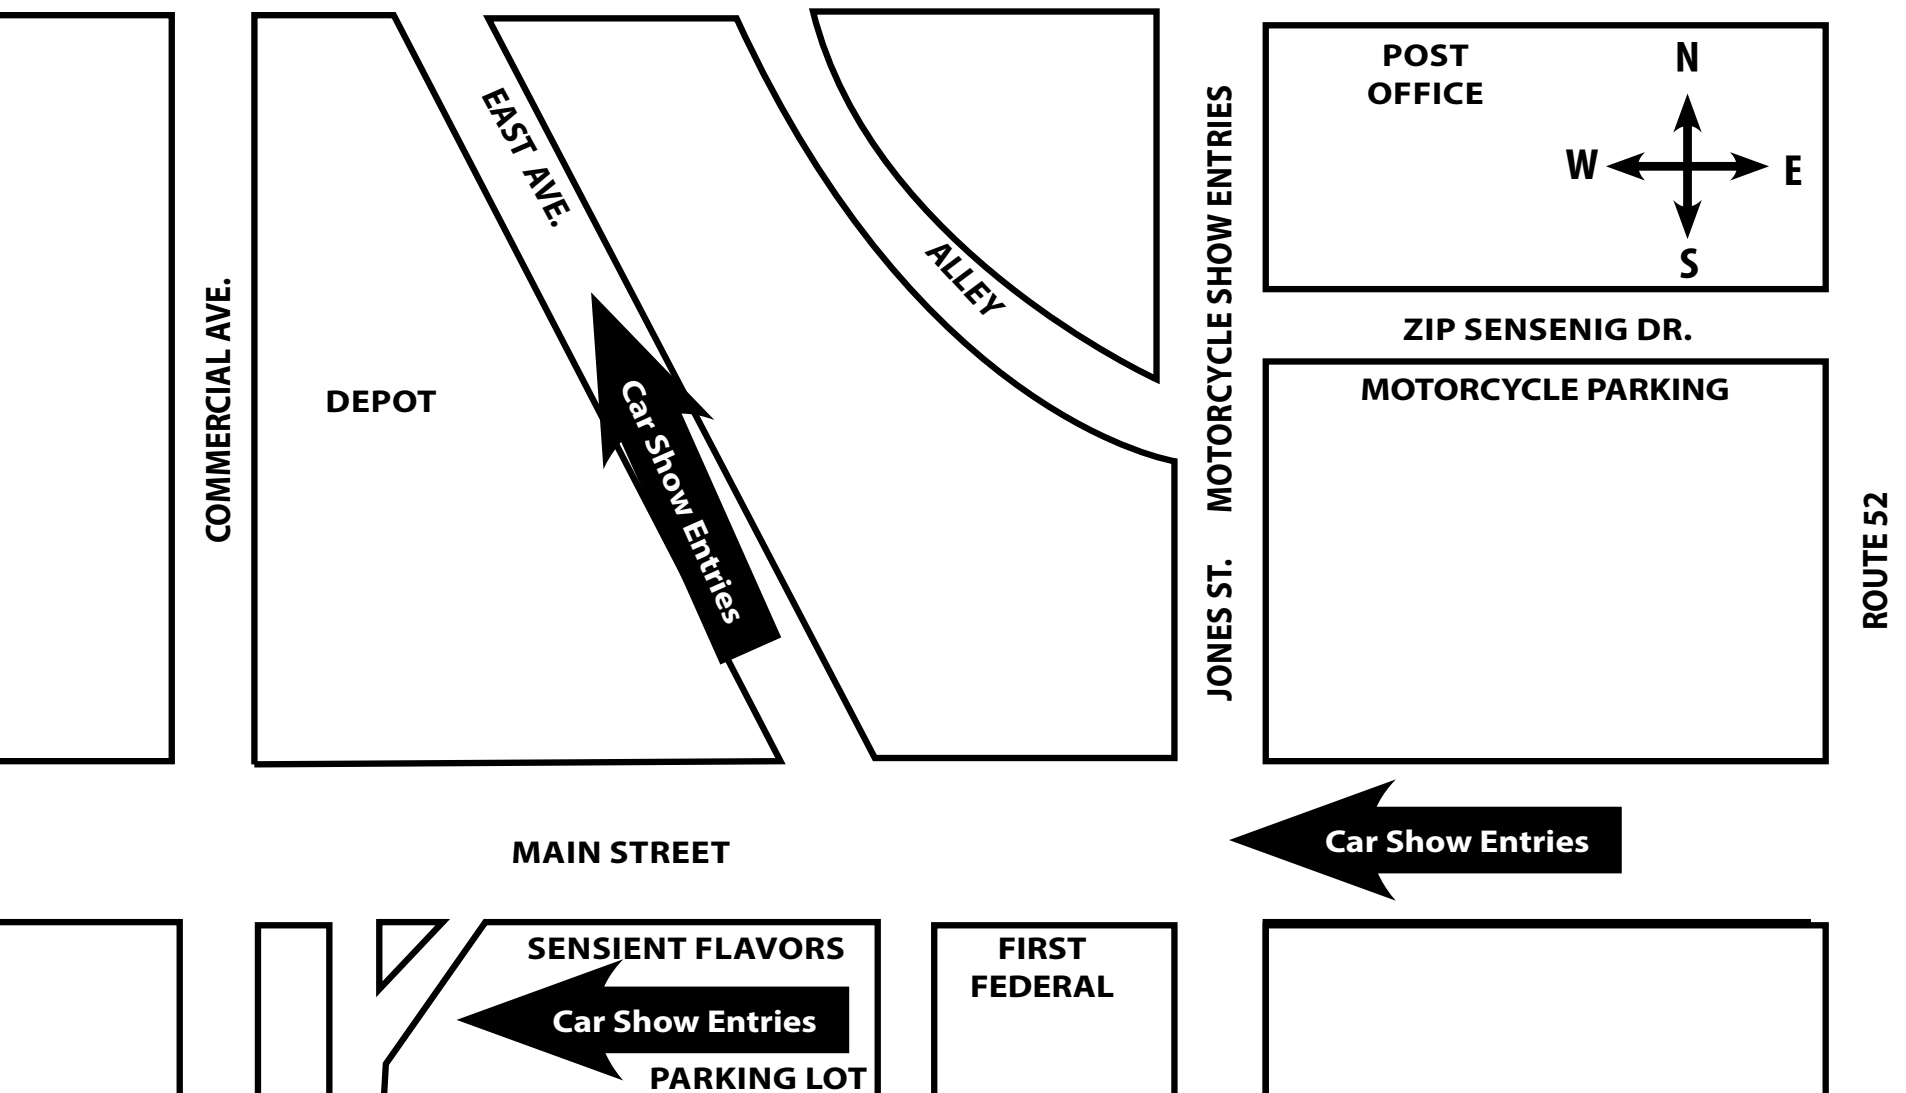 POST
OFFICE
N
W
E
S
EAST AVE.
ALLEY
MOTORCYCLE SHOW ENTRIES
JONES ST.
COMMERCIAL AVE.
ZIP SENSENIG DR.
DEPOT
MOTORCYCLE PARKING
Car Show Entries
ROUTE 52
MAIN STREET
Car Show Entries
SENSIENT FLAVORS
Car Show Entries
PARKING LOT
FIRST
FEDERAL